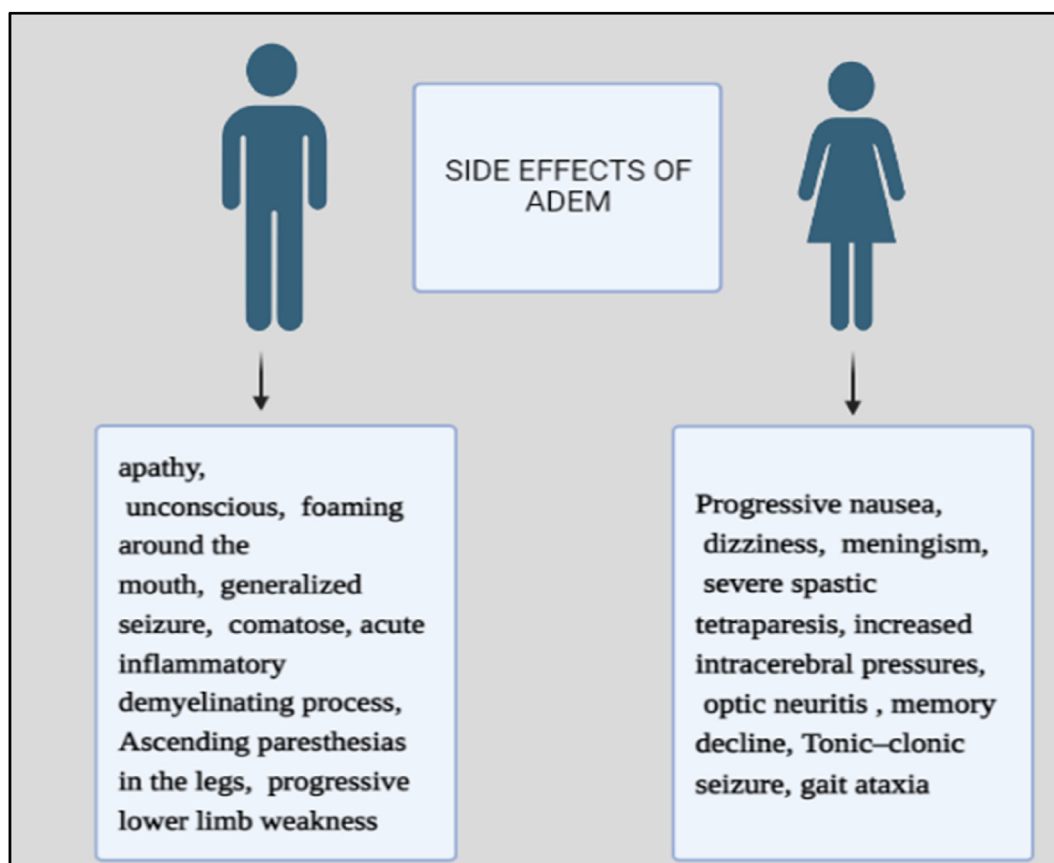 SIDE EFFECTS OF
ADEM
apathy,
unconscious, foaming
around the
mouth, generalized
seizure, comatose, acute
inflammatory
demyelinating process,
Ascending paresthesias
in the legs, progressive
lower limb weakness
Progressive nausea,
dizziness, meningism,
severe spastic
tetraparesis, increased
intracerebral pressures,
optic neuritis , memory
decline, Tonic–clonic
seizure, gait ataxia